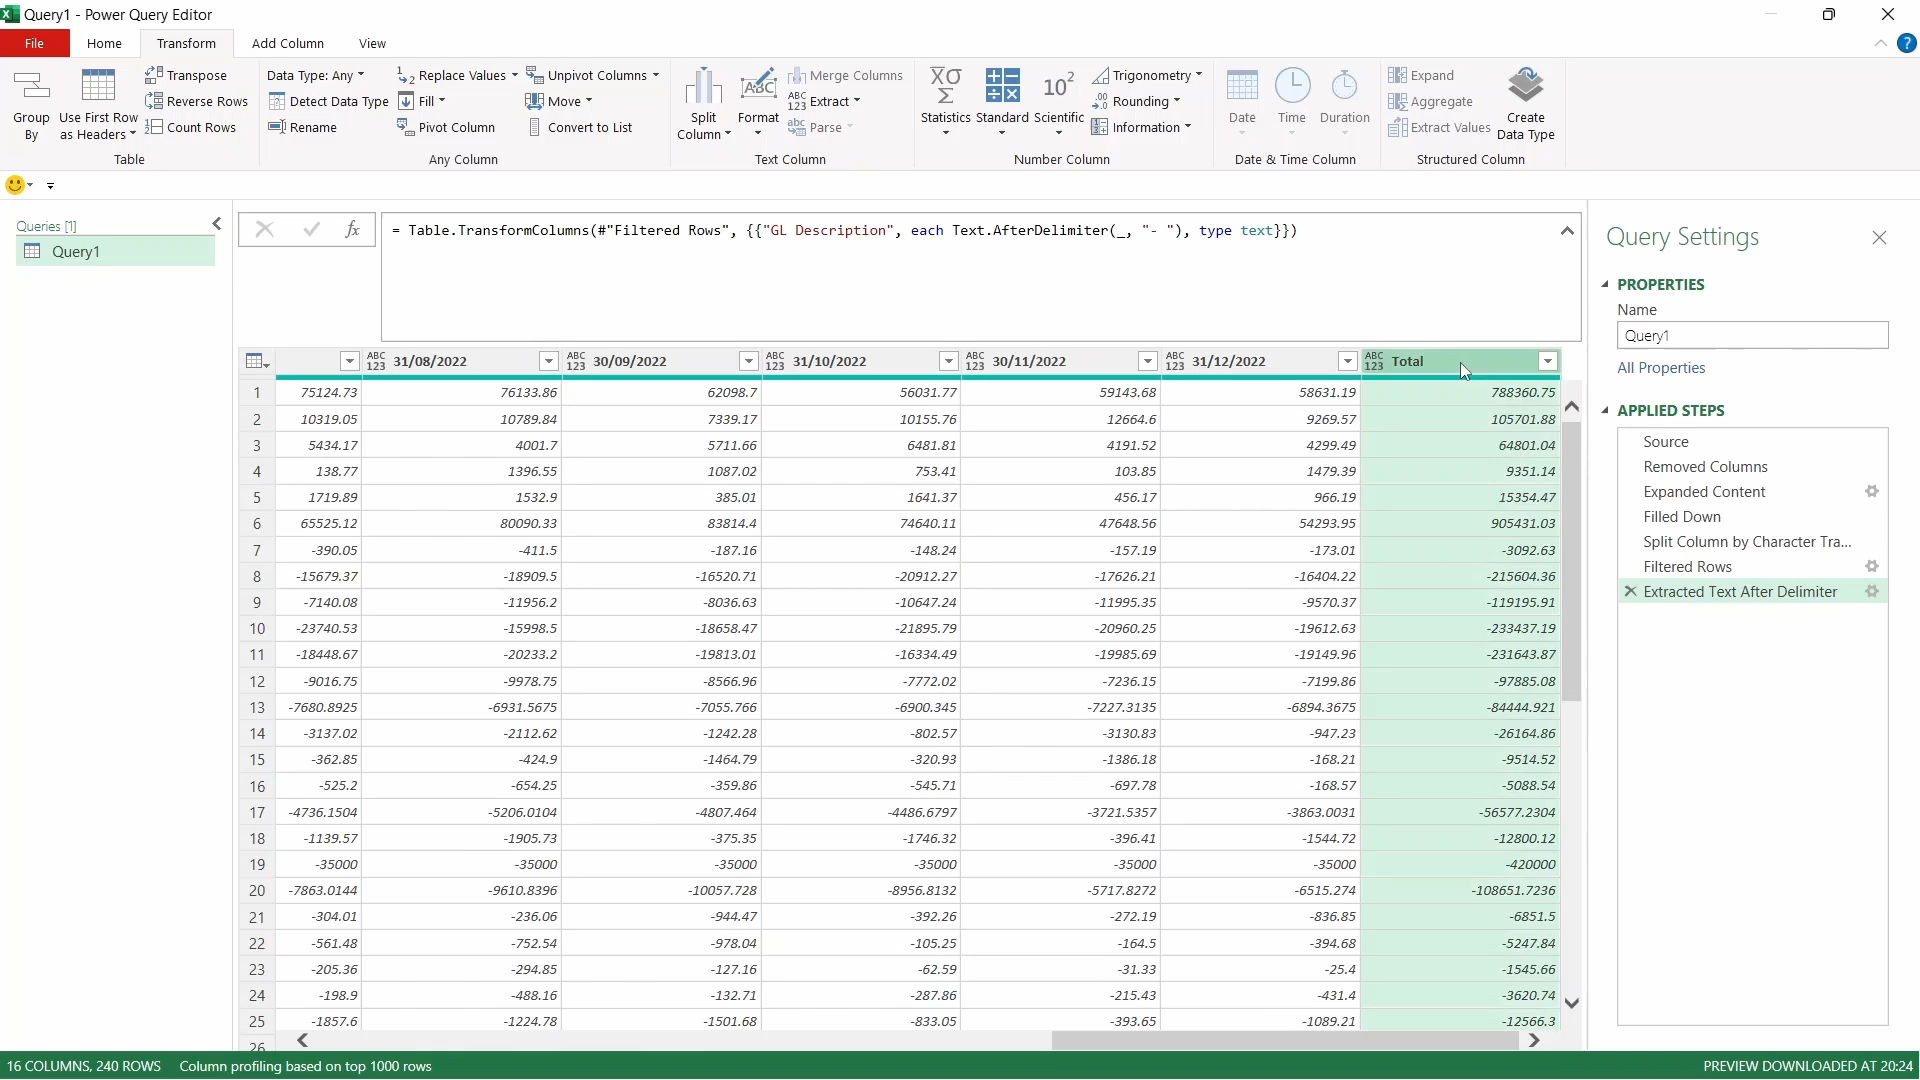 Query1 - Power Query Editor
File Home Transform Add Column View ?
Group By
Use First Row as Headers
Transpose
Reverse Rows
Count Rows
Table
Data Type: Any
Detect Data Type
Rename
Replace Values
Fill
Pivot Column
Unpivot Columns
Move
Convert to List
Any Column
Split Column
Format
Merge Columns
Extract
Parse
Text Column
Statistics
Standard
Scientific
Trigonometry
Rounding
Information
Number Column
Date
Time
Duration
Date & Time Column
Expand
Aggregate
Extract Values
Create Data Type
Structured Column
Queries [1]
Query1
fx
= Table.TransformColumns(#"Filtered Rows", {{"GL Description", each Text.AfterDelimiter(_, "- "), type text}})
ABC 123 31/08/2022 ABC 123 30/09/2022 ABC 123 31/10/2022 ABC 123 30/11/2022 ABC 123 31/12/2022 ABC 123 Total
1 75124.73 76133.86 62098.7 56031.77 59143.68 58631.19 788360.75
2 10319.05 10789.84 7339.17 10155.76 12664.6 9269.57 105701.88
3 5434.17 4001.7 5711.66 6481.81 4191.52 4299.49 64801.04
4 138.77 1396.55 1087.02 753.41 103.85 1479.39 9351.14
5 1719.89 1532.9 385.01 1641.37 456.17 966.19 15354.47
6 65525.12 80090.33 83814.4 74640.11 47648.56 54293.95 905431.03
7 -390.05 -411.5 -187.16 -148.24 -157.19 -173.01 -3092.63
8 -15679.37 -18909.5 -16520.71 -20912.27 -17626.21 -16404.22 -215604.36
9 -7140.08 -11956.2 -8036.63 -10647.24 -11995.35 -9570.37 -119195.91
10 -23740.53 -15998.5 -18658.47 -21895.79 -20960.25 -19612.63 -233437.19
11 -18448.67 -20233.2 -19813.01 -16334.49 -19985.69 -19149.96 -231643.87
12 -9016.75 -9978.75 -8566.96 -7772.02 -7236.15 -7199.86 -97885.08
13 -7680.8925 -6931.5675 -7055.766 -6900.345 -7227.3135 -6894.3675 -84444.921
14 -3137.02 -2112.62 -1242.28 -802.57 -3130.83 -947.23 -26164.86
15 -362.85 -424.9 -1464.79 -320.93 -1386.18 -168.21 -9514.52
16 -525.2 -654.25 -359.86 -545.71 -697.78 -168.57 -5088.54
17 -4736.1504 -5206.0104 -4807.464 -4486.6797 -3721.5357 -3863.0031 -56577.2304
18 -1139.57 -1905.73 -375.35 -1746.32 -396.41 -1544.72 -12800.12
19 -35000 -35000 -35000 -35000 -35000 -35000 -420000
20 -7863.0144 -9610.8396 -10057.728 -8956.8132 -5717.8272 -6515.274 -108651.7236
21 -304.01 -236.06 -944.47 -392.26 -272.19 -836.85 -6851.5
22 -561.48 -752.54 -978.04 -105.25 -164.5 -394.68 -5247.84
23 -205.36 -294.85 -127.16 -62.59 -31.33 -25.4 -1545.66
24 -198.9 -488.16 -132.71 -287.86 -215.43 -431.4 -3620.74
25 -1857.6 -1224.78 -1501.68 -833.05 -393.65 -1089.21 -12566.3
26
Query Settings
PROPERTIES
Name
Query1
All Properties
APPLIED STEPS
Source
Removed Columns
Expanded Content
Filled Down
Split Column by Character Tra...
Filtered Rows
Extracted Text After Delimiter
16 COLUMNS, 240 ROWS Column profiling based on top 1000 rows PREVIEW DOWNLOADED AT 20:24